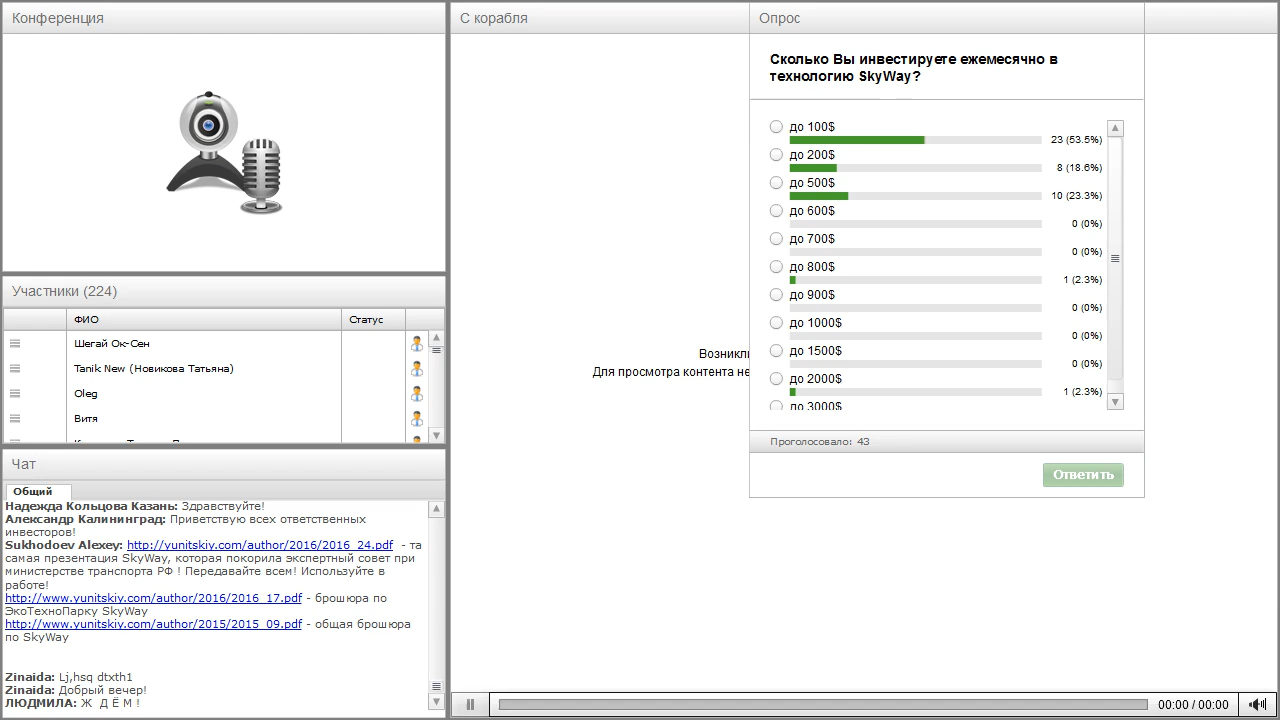 Конференция
Участники (224)
ФИО Статус
Шегай Ок-Сен
Tanik New (Новикова Татьяна)
Oleg
Витя
Чат
Общий
Надежда Кольцова Казань: Здравствуйте!
Александр Калининград: Приветствую всех ответственных
инвесторов!
Sukhodoev Alexey: http://yunitskiy.com/author/2016/2016_24.pdf - та
самая презентация SkyWay, которая покорила экспертный совет при
министерстве транспорта РФ ! Передавайте всем! Используйте в
работе!
http://www.yunitskiy.com/author/2016/2016_17.pdf - брошюра по
ЭкоТехноПарку SkyWay
http://www.yunitskiy.com/author/2015/2015_09.pdf - общая брошюра
по SkyWay
Zinaida: Lj,hsq dtxth1
Zinaida: Добрый вечер!
ЛЮДМИЛА: Ж Д Ё М !
С корабля
Возникли
Для просмотра контента не
Опрос
Сколько Вы инвестируете ежемесячно в
технологию SkyWay?
до 100$
23 (53.5%)
до 200$
8 (18.6%)
до 500$
10 (23.3%)
до 600$
0 (0%)
до 700$
0 (0%)
до 800$
1 (2.3%)
до 900$
0 (0%)
до 1000$
0 (0%)
до 1500$
0 (0%)
до 2000$
1 (2.3%)
до 3000$
Проголосовало: 43
Ответить
00:00 / 00:00